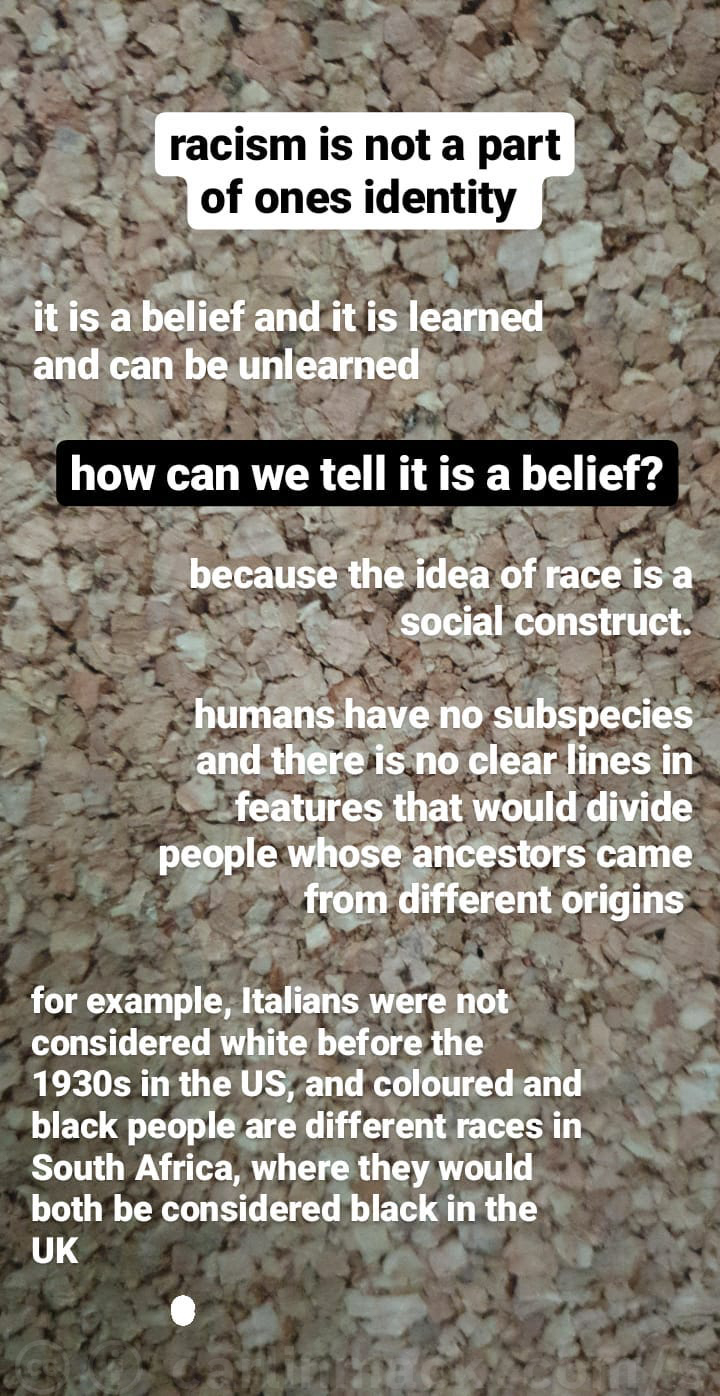 racism is not a part
of ones identity
it is a belief and it is learned
and can be unlearned
how can we tell it is a belief?
because the idea of race is a
social construct.
humans have no subspecies
and there is no clear lines in
features that would divide
people whose ancestors came
from different origins
for example, Italians were not
considered white before the
1930s in the US, and coloured and
black people are different races in
South Africa, where they would
both be considered black in the
UK